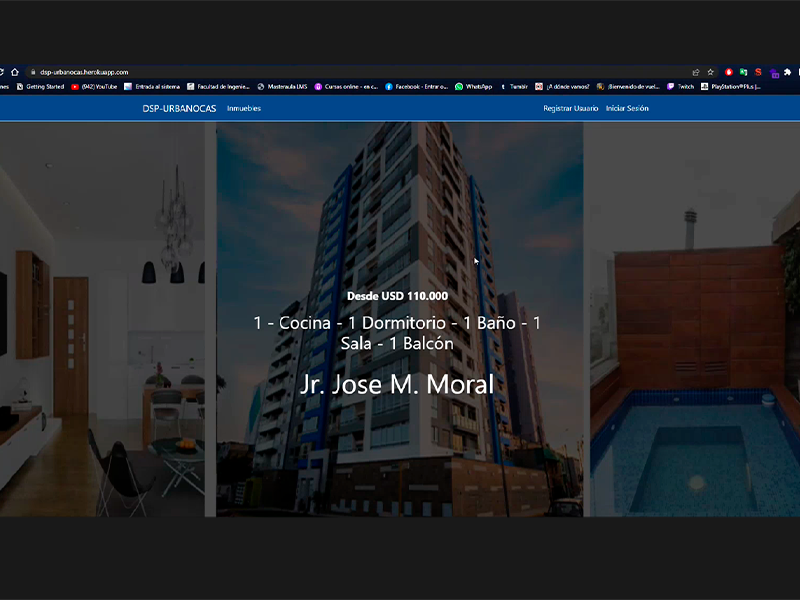 dsp-urbanocas.herokuapp.com
nes Getting Started (942) YouTube Entrada al sistema Facultad de Ingenie... Masteraula LMS Cursos online - en c... Facebook - Entrar o... WhatsApp Tumblr ¿A dónde vamos? ¡Bienvenido de vuel... Twitch PlayStation®Plus |...
DSP-URBANOCAS Inmuebles Registrar Usuario Iniciar Sesión
Desde USD 110.000
1 - Cocina - 1 Dormitorio - 1 Baño - 1
Sala - 1 Balcón
Jr. Jose M. Moral